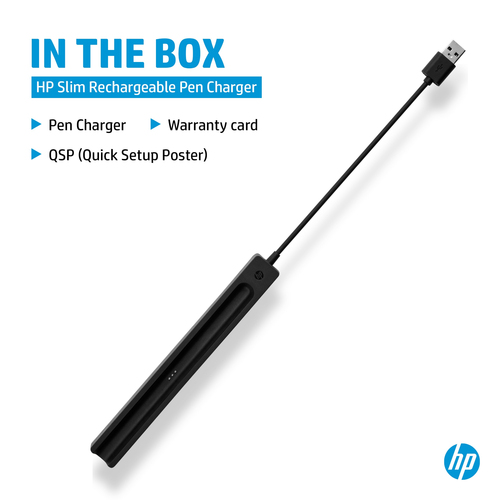 IN THE BOX
HP Slim Rechargeable Pen Charger
Pen Charger
Warranty card
QSP (Quick Setup Poster)
hp